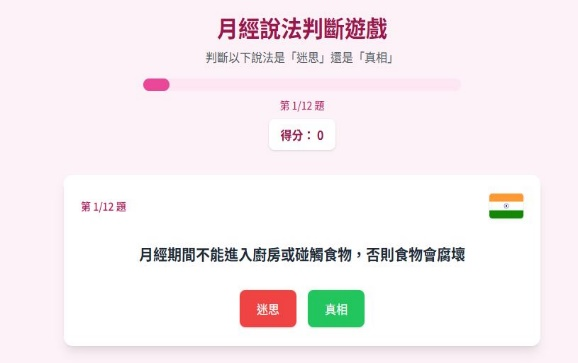 月經說法判斷遊戲
判斷以下說法是「迷思」還是「真相」
第 1/12 題
得分： 0
第 1/12 題
月經期間不能進入廚房或碰觸食物，否則食物會腐壞
迷思
真相